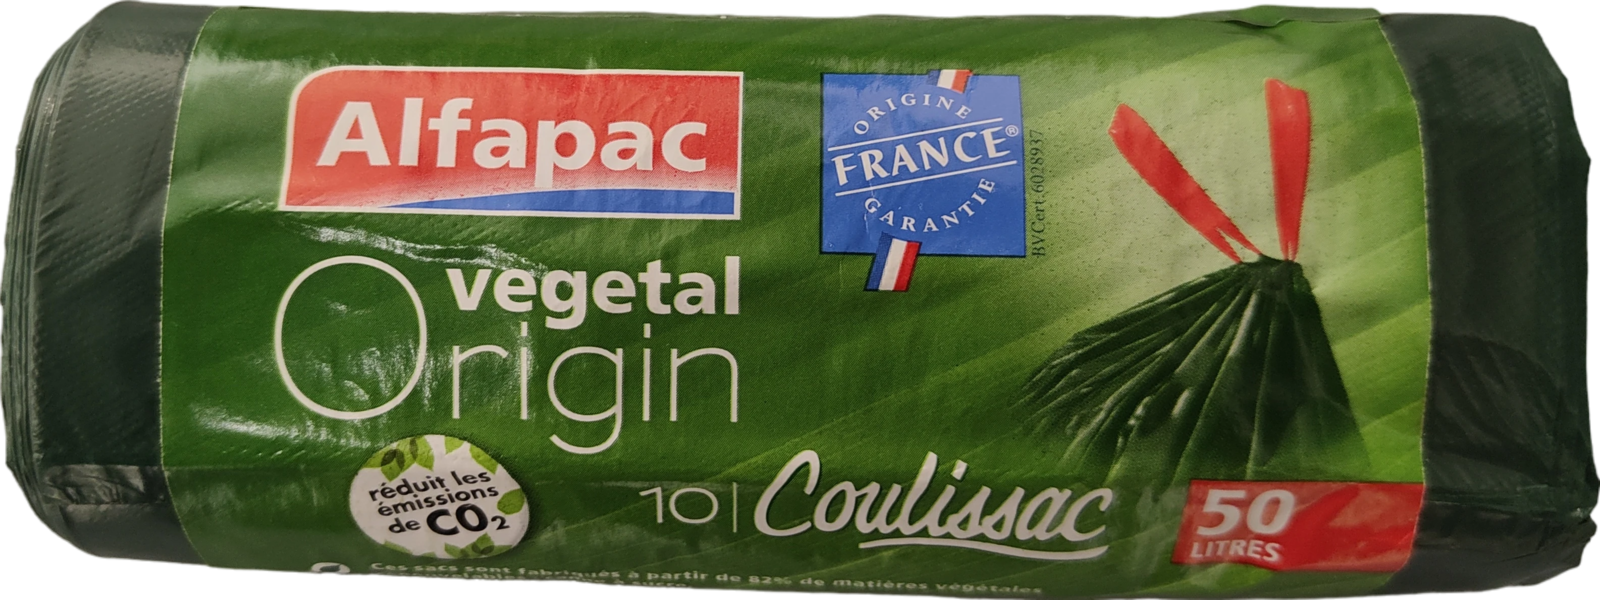 Alfapac
vegetal
Origin
ORIGINE
FRANCE®
GARANTIE
BVCert.6028937
réduit les
émissions
de CO2
10 | Coulissac
50
LITRES
Ces sacs sont fabriqués à partir de 82% de matières végétales